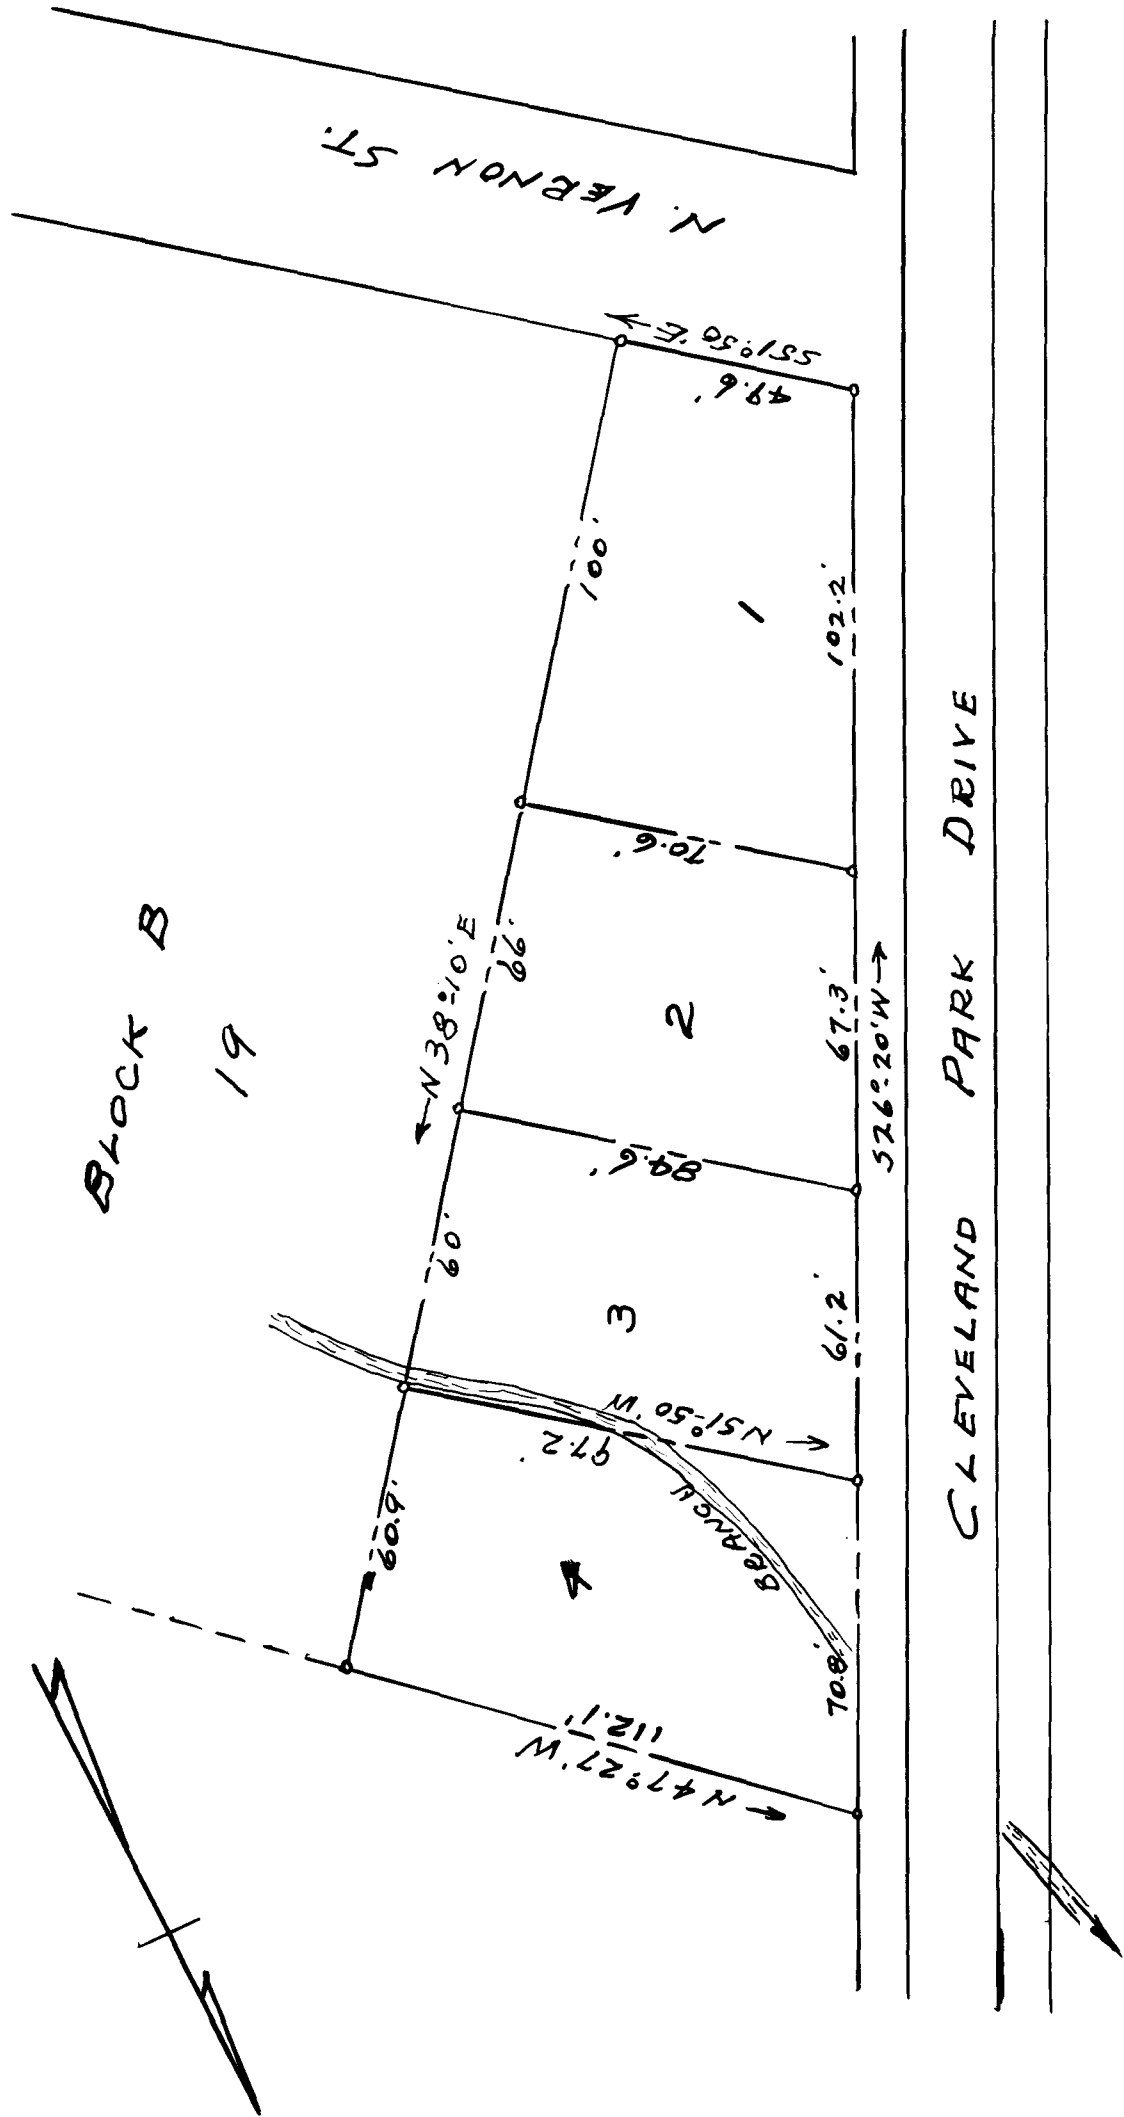 N. VERNON ST.
S51°50'E
49.6'
100'
1
102.2'
70.6'
BLOCK B
19
N38°10'E
66'
2
67.3'
S26°20'W
84.6'
60'
3
61.2'
N51°50'W
97.2'
BRANCH
60.9'
4
70.8'
112.1'
N47°27'W
CLEVELAND PARK DRIVE